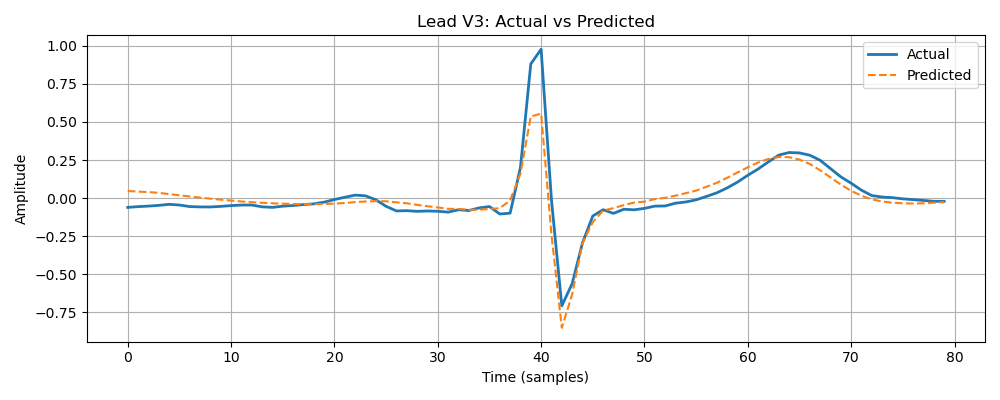 Lead V3: Actual vs Predicted
1.00
0.75
0.50
0.25
0.00
−0.25
−0.50
−0.75
Amplitude
Actual
Predicted
0 10 20 30 40 50 60 70 80
Time (samples)